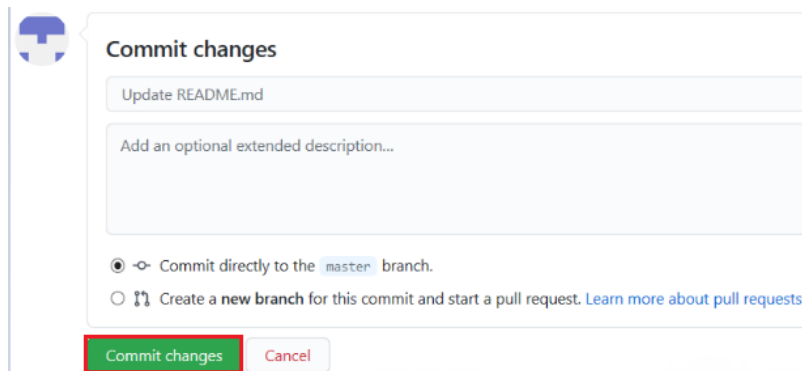 Commit changes
Update README.md
Add an optional extended description...
Commit directly to the master branch.
Create a new branch for this commit and start a pull request. Learn more about pull requests
Commit changes
Cancel